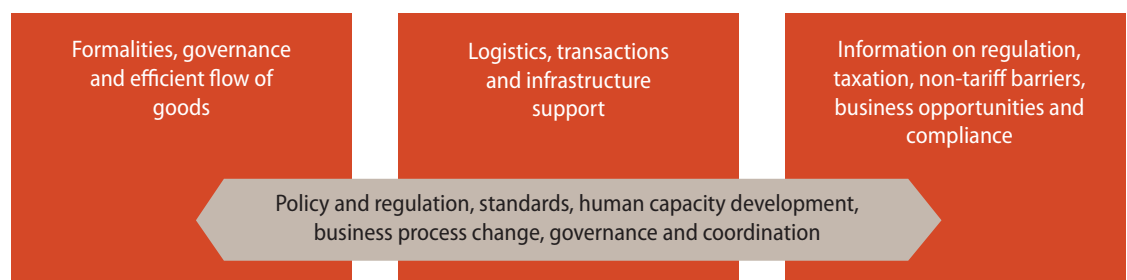 Formalities, governance
and efficient flow of
goods
Logistics, transactions
and infrastructure
support
Information on regulation,
taxation, non-tariff barriers,
business opportunities and
compliance
Policy and regulation, standards, human capacity development,
business process change, governance and coordination